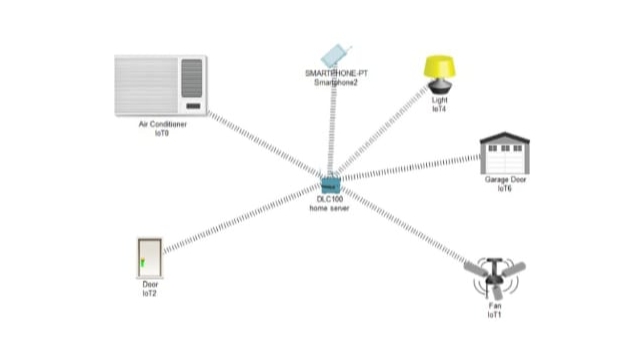 SMARTPHONE-PT
Smartphone2
Light
IoT4
Air Conditioner
IoT0
Garage Door
IoT6
DLC100
home server
Door
IoT2
Fan
IoT1